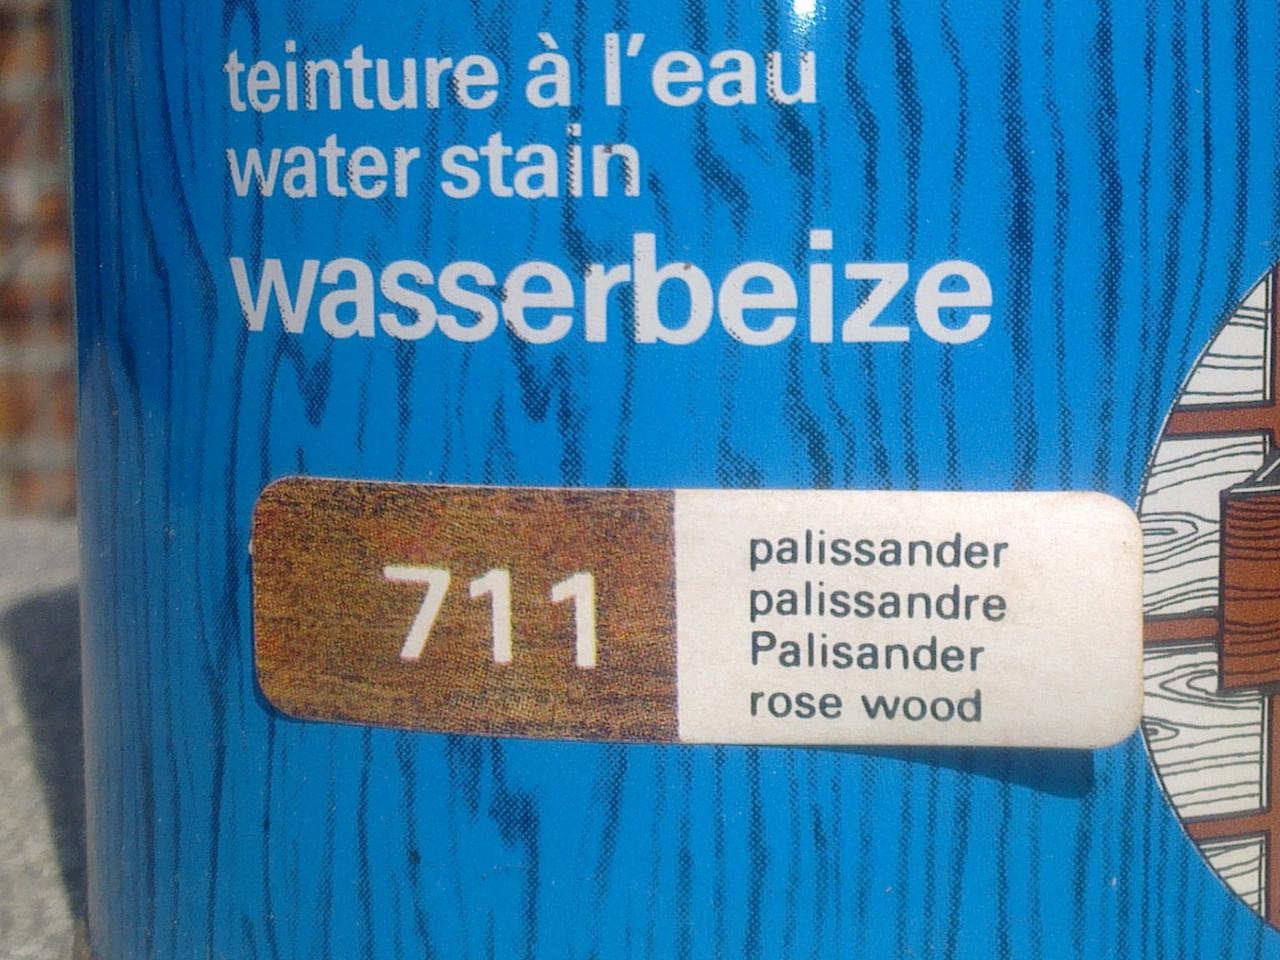 teinture à l'eau
water stain
wasserbeize
711
palissander
palissandre
Palisander
rose wood